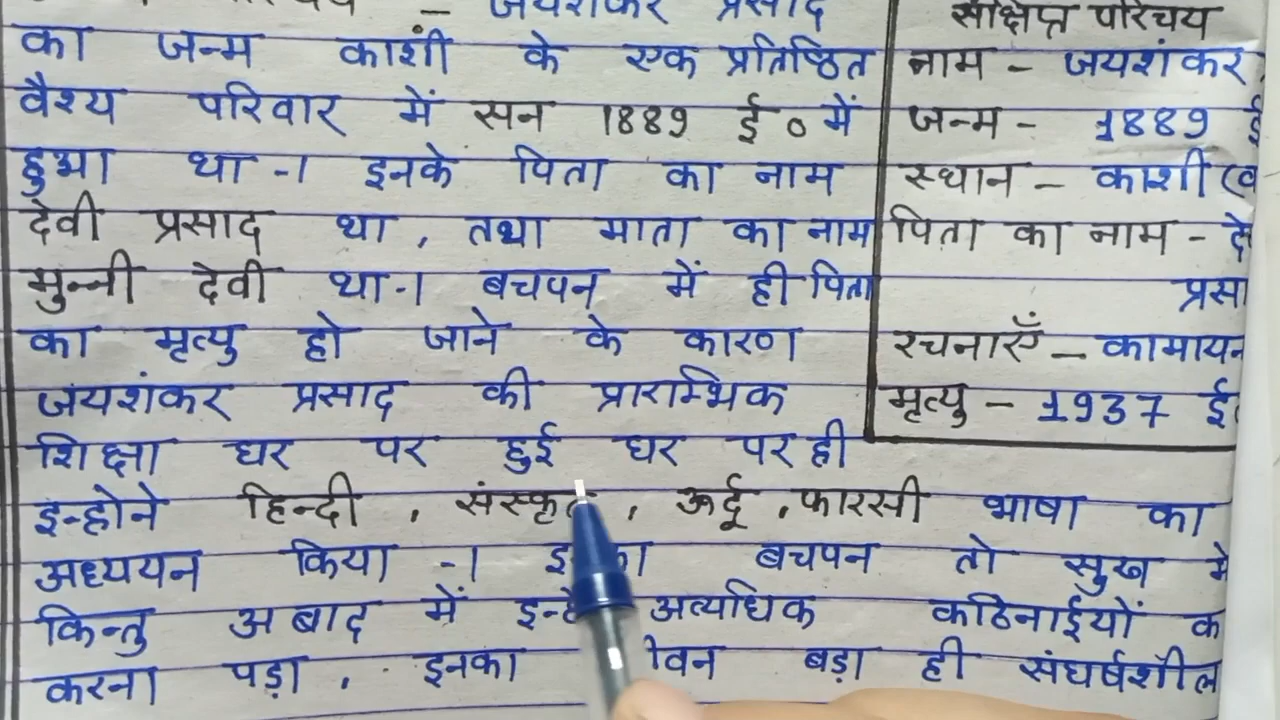 जयशंकर प्रसाद
का जन्म काशी के एक प्रतिष्ठित
वैश्य परिवार में सन 1889 ई० में
हुआ था -। इनके पिता का नाम
देवी प्रसाद था, तथा माता का नाम
मुन्नी देवी था-। बचपन में ही पिता
का मृत्यु हो जाने के कारण
जयशंकर प्रसाद की प्रारम्भिक
शिक्षा घर पर हुई घर पर ही
इन्होने हिन्दी, संस्कृत, ऊर्दू, फारसी भाषा का
अध्ययन किया -। बचपन तो सुख मे
किन्तु अ बाद में अत्यधिक कठिनाईयों क
करना पड़ा, इनका बड़ा ही संघर्षशील
संक्षिप्त परिचय
नाम - जयशंकर
जन्म - 1889 ई
स्थान - काशी (व
पिता का नाम - दे
प्रसा
रचनाएँ - कामायन
मृत्यु - 1937 ई